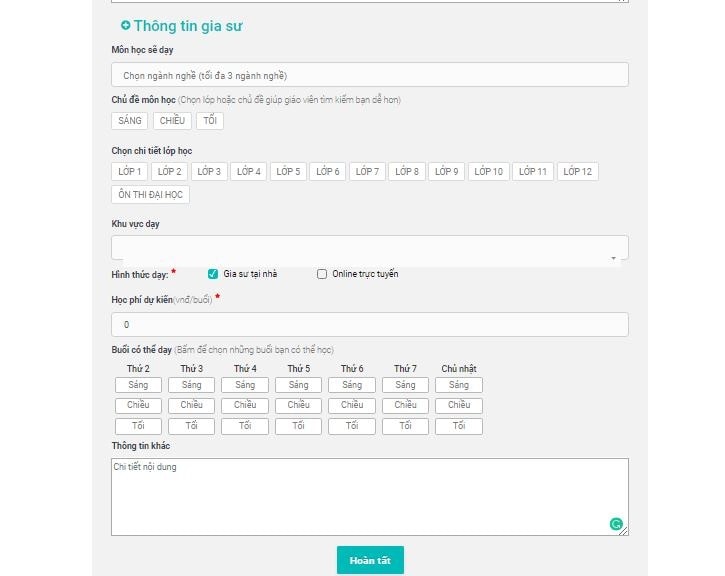 Thông tin gia sư
Môn học sẽ dạy
Chọn ngành nghề (tối đa 3 ngành nghề)
Chủ đề môn học (Chọn lóp hoặc chủ đề giúp giáo viên tìm kiếm bạn dễ hơn)
SÁNG CHIỀU TỐI
Chọn chi tiết lớp học
LỚP 1 LỚP 2 LỚP 3 LỚP 4 LỚP 5 LỚP 6 LỚP 7 LỚP 8 LỚP 9 LỚP 10 LỚP 11 LỚP 12
ÔN THI ĐẠI HỌC
Khu vực dạy
Hình thức dạy: * Gia sư tại nhà Online trực tuyến
Học phí dự kiến(vnđ/buổi) *
0
Buổi có thể dạy (Bấm để chọn những buổi bạn có thể học)
Thứ 2 Thứ 3 Thứ 4 Thứ 5 Thứ 6 Thứ 7 Chủ nhật
Sáng Sáng Sáng Sáng Sáng Sáng Sáng
Chiều Chiều Chiều Chiều Chiều Chiều Chiều
Tối Tối Tối Tối Tối Tối Tối
Thông tin khác
Chi tiết nội dung
Hoàn tất